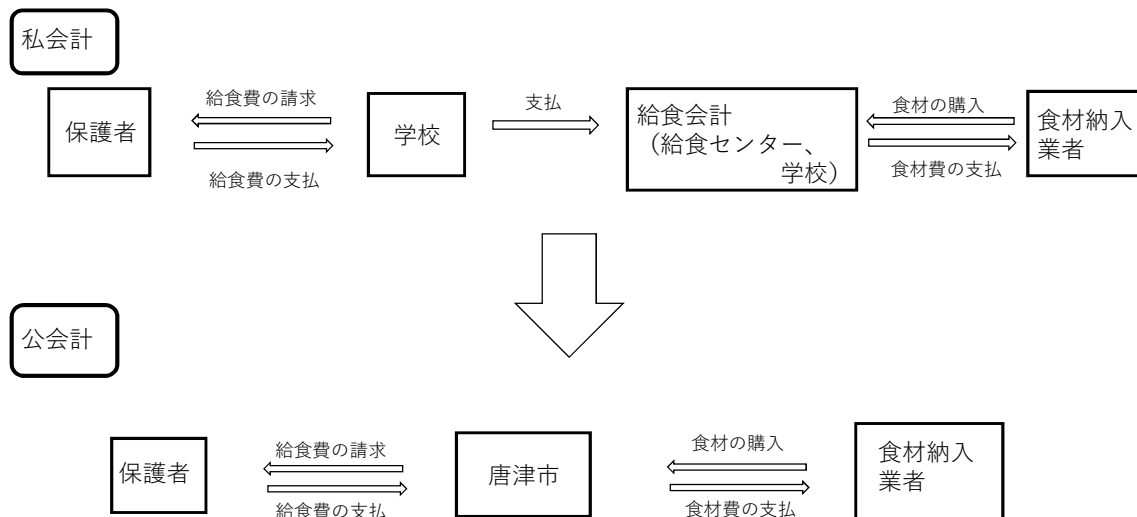 私会計
保護者
給食費の請求
給食費の支払
学校
支払
給食会計
（給食センター、
学校）
食材の購入
食材費の支払
食材納入
業者
公会計
保護者
給食費の請求
給食費の支払
唐津市
食材の購入
食材費の支払
食材納入
業者